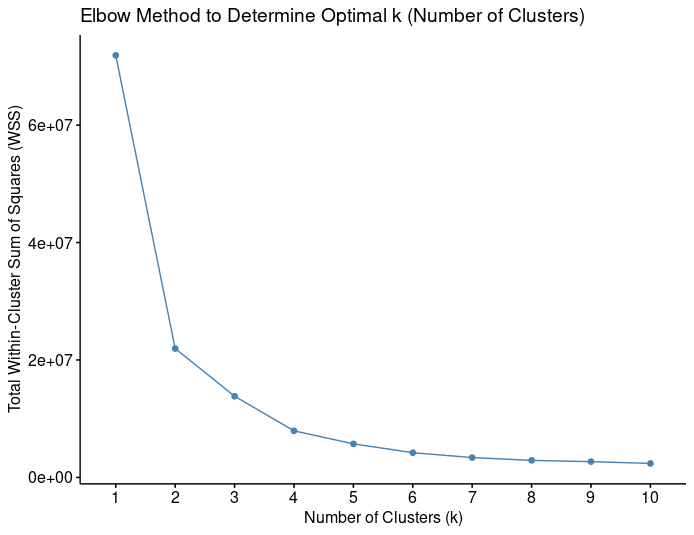 Elbow Method to Determine Optimal k (Number of Clusters)
Total Within-Cluster Sum of Squares (WSS)
6e+07
4e+07
2e+07
0e+00
1 2 3 4 5 6 7 8 9 10
Number of Clusters (k)